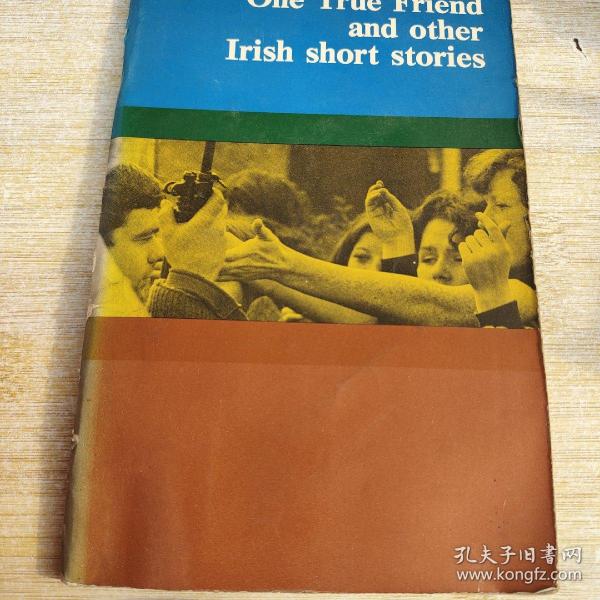 One True Friend
and other
Irish short stories
孔夫子旧书网
www.kongfz.com